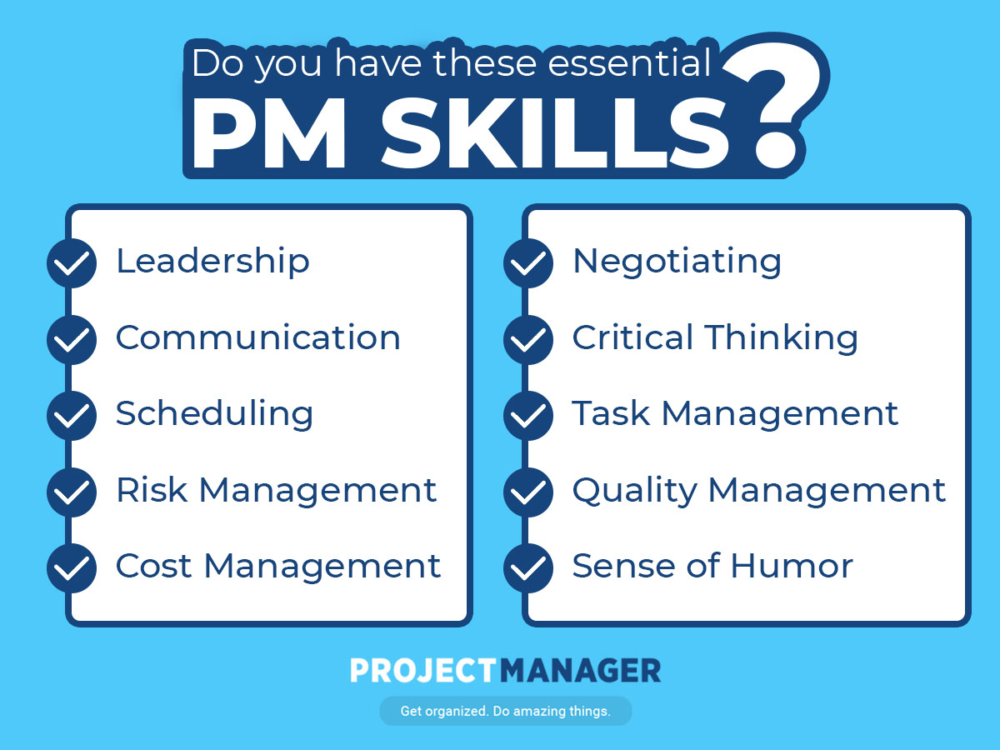 Do you have these essential
PM SKILLS?
Leadership
Communication
Scheduling
Risk Management
Cost Management
Negotiating
Critical Thinking
Task Management
Quality Management
Sense of Humor
PROJECTMANAGER
Get organized. Do amazing things.